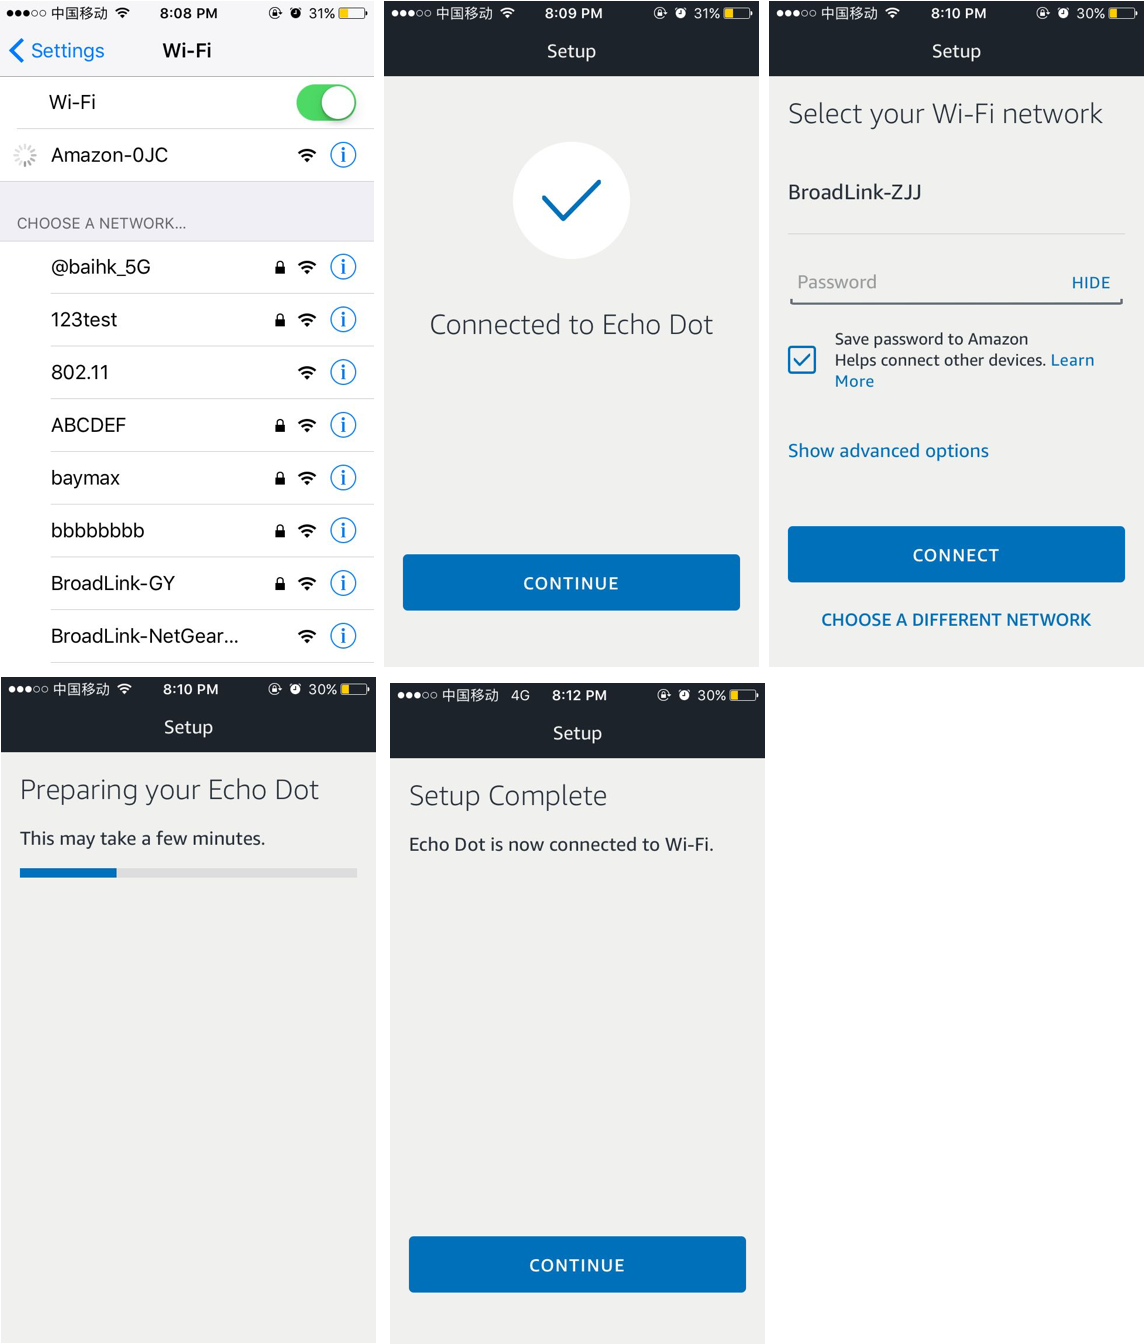 中国移动 8:08 PM 31%
Settings Wi-Fi
Wi-Fi
Amazon-0JC
CHOOSE A NETWORK...
@baihk_5G
123test
802.11
ABCDEF
baymax
bbbbbbbb
BroadLink-GY
BroadLink-NetGear...
中国移动 8:09 PM 31%
Setup
Connected to Echo Dot
CONTINUE
中国移动 8:10 PM 30%
Setup
Select your Wi-Fi network
BroadLink-ZJJ
Password HIDE
Save password to Amazon
Helps connect other devices. Learn
More
Show advanced options
CONNECT
CHOOSE A DIFFERENT NETWORK
中国移动 8:10 PM 30%
Setup
Preparing your Echo Dot
This may take a few minutes.
中国移动 4G 8:12 PM 30%
Setup
Setup Complete
Echo Dot is now connected to Wi-Fi.
CONTINUE